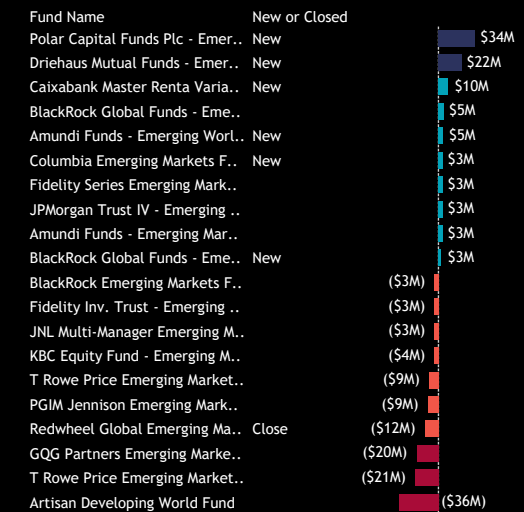 Fund Name New or Closed
Polar Capital Funds Plc - Emer.. New $34M
Driehaus Mutual Funds - Emer.. New $22M
Caixabank Master Renta Varia.. New $10M
BlackRock Global Funds - Eme.. $5M
Amundi Funds - Emerging Worl.. New $5M
Columbia Emerging Markets F.. New $3M
Fidelity Series Emerging Mark.. $3M
JPMorgan Trust IV - Emerging .. $3M
Amundi Funds - Emerging Mar.. $3M
BlackRock Global Funds - Eme.. New $3M
BlackRock Emerging Markets F.. ($3M)
Fidelity Inv. Trust - Emerging .. ($3M)
JNL Multi-Manager Emerging M.. ($3M)
KBC Equity Fund - Emerging M.. ($4M)
T Rowe Price Emerging Market.. ($9M)
PGIM Jennison Emerging Mark.. ($9M)
Redwheel Global Emerging Ma.. Close ($12M)
GQG Partners Emerging Marke.. ($20M)
T Rowe Price Emerging Market.. ($21M)
Artisan Developing World Fund ($36M)